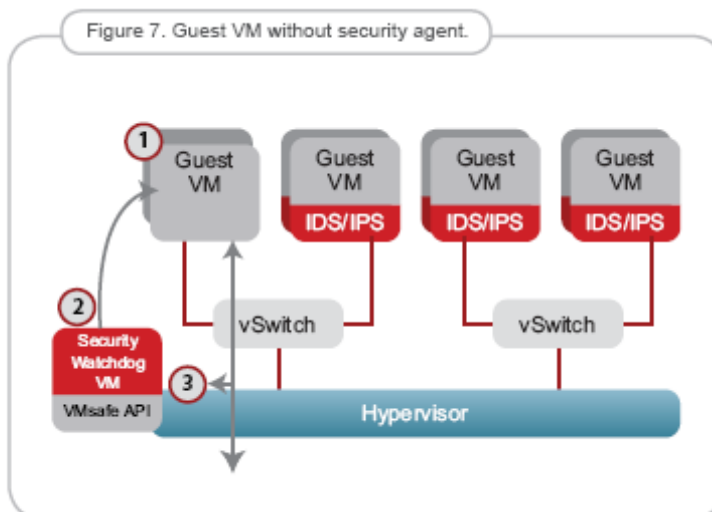 Figure 7. Guest VM without security agent.
1
Guest
VM
Guest
VM
IDS/IPS
Guest
VM
IDS/IPS
Guest
VM
IDS/IPS
2
Security
Watchdog
VM
VMsafe API
3
vSwitch
vSwitch
Hypervisor